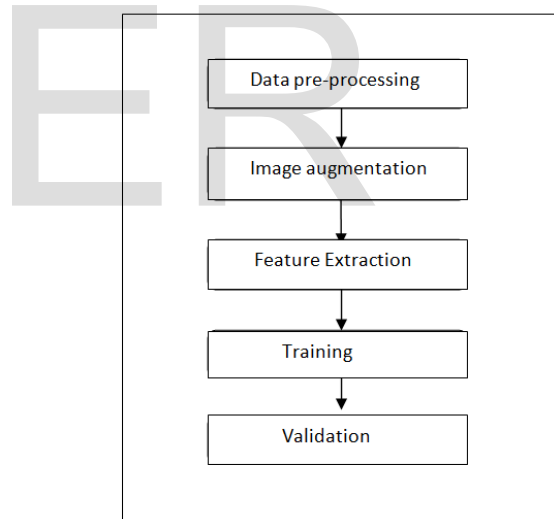 ER
Data pre-processing
Image augmentation
Feature Extraction
Training
Validation